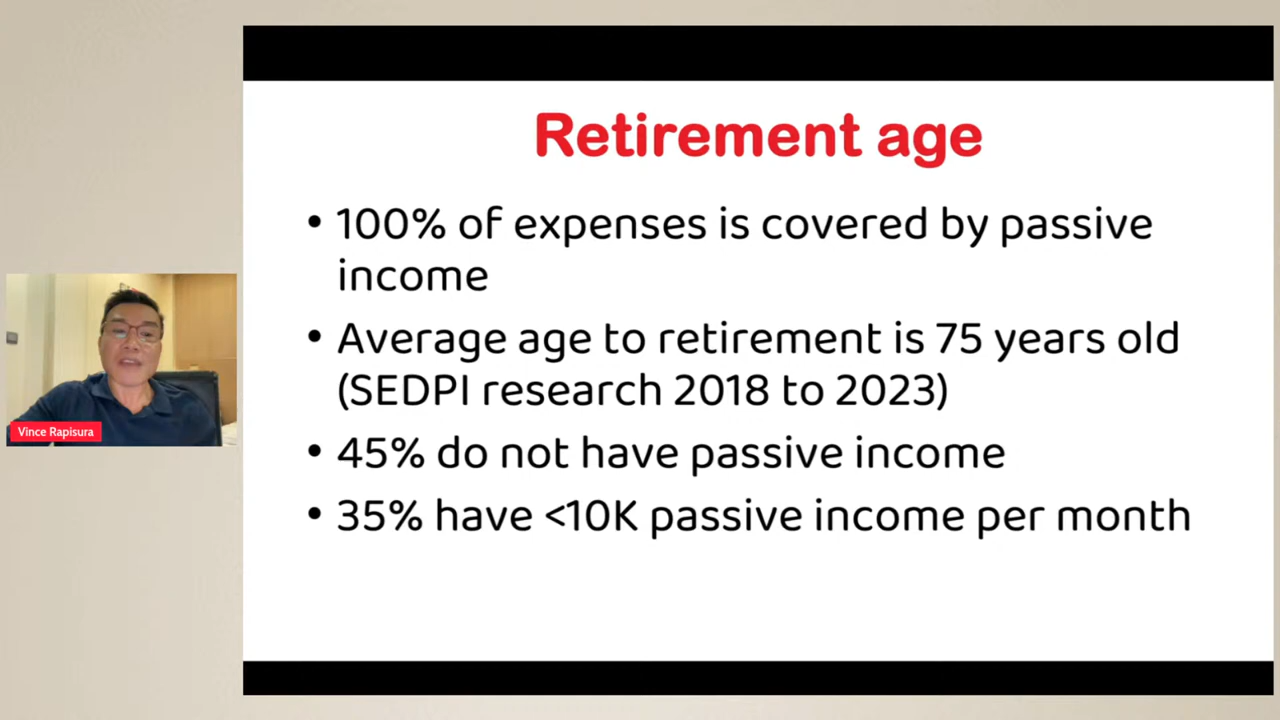 Retirement age
• 100% of expenses is covered by passive
income
• Average age to retirement is 75 years old
(SEDPI research 2018 to 2023)
• 45% do not have passive income
• 35% have <10K passive income per month
Vince Rapisura